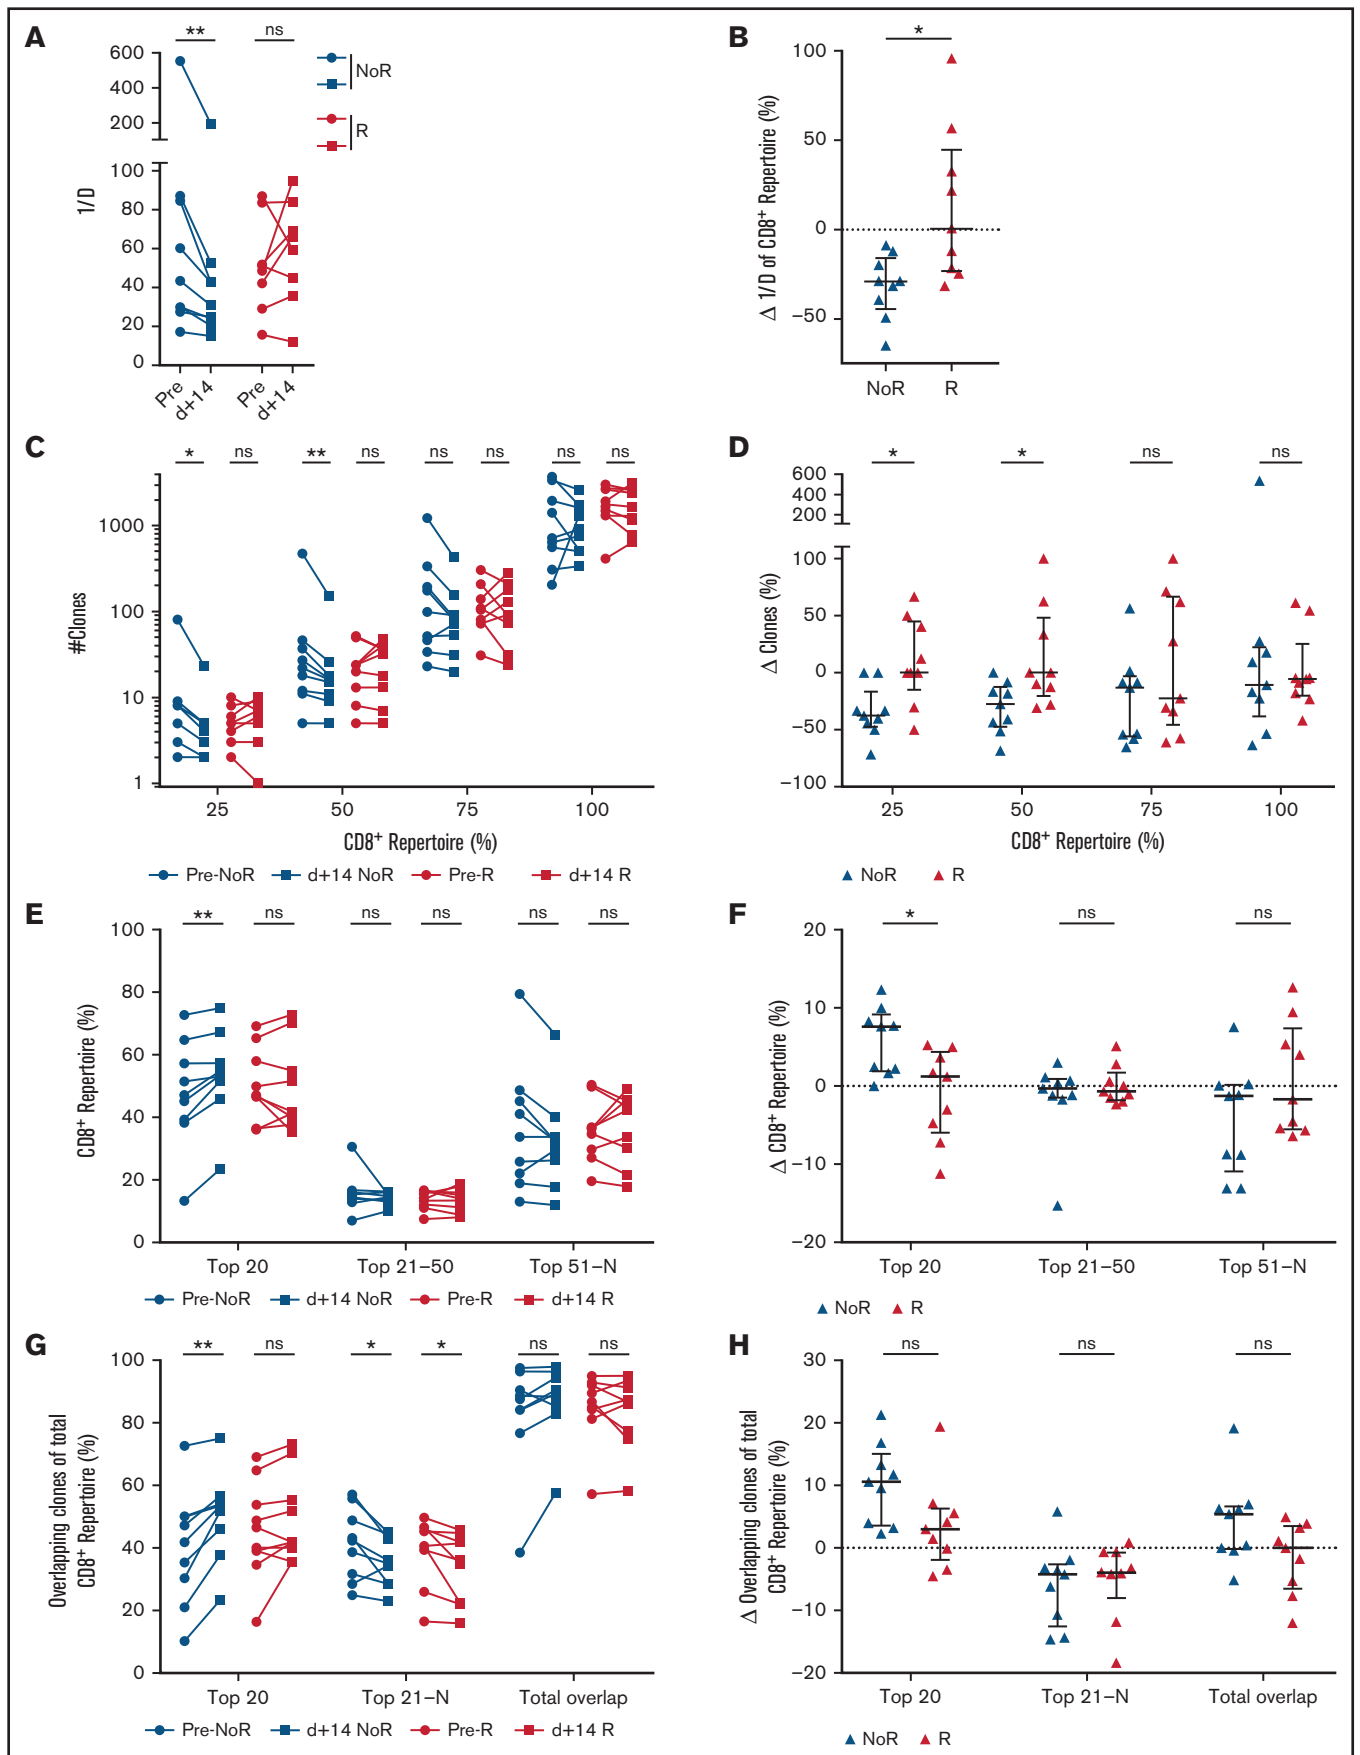 A
** ns
600
400
200
100
80
60
40
20
0
1/D
Pre d+14 Pre d+14
NoR
R
B
*
100
50
0
−50
Δ 1/D of CD8+ Repertoire (%)
NoR R
C
* ns ** ns ns ns ns ns
1000
100
10
1
#Clones
25 50 75 100
CD8+ Repertoire (%)
Pre-NoR d+14 NoR Pre-R d+14 R
D
* * ns ns
600
400
200
100
50
0
−50
−100
Δ Clones (%)
25 50 75 100
CD8+ Repertoire (%)
NoR R
E
** ns ns ns ns ns
100
80
60
40
20
0
CD8+ Repertoire (%)
Top 20 Top 21–50 Top 51–N
Pre-NoR d+14 NoR Pre-R d+14 R
F
* ns ns
20
10
0
−10
−20
Δ CD8+ Repertoire (%)
Top 20 Top 21–50 Top 51–N
NoR R
G
** ns * * ns ns
100
80
60
40
20
0
Overlapping clones of total
CD8+ Repertoire (%)
Top 20 Top 21–N Total overlap
Pre-NoR d+14 NoR Pre-R d+14 R
H
ns ns ns
30
20
10
0
−10
−20
Δ Overlapping clones of total
CD8+ Repertoire (%)
Top 20 Top 21–N Total overlap
NoR R